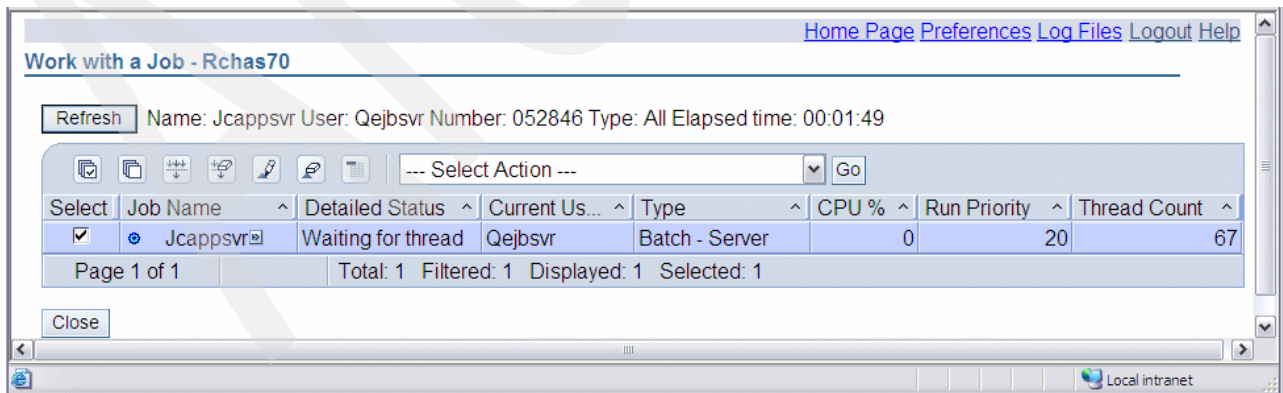 Home Page Preferences Log Files Logout Help
Work with a Job - Rchas70
Refresh Name: Jcappsvr User: Qejbsvr Number: 052846 Type: All Elapsed time: 00:01:49
--- Select Action --- Go
Select Job Name Detailed Status Current Us... Type CPU % Run Priority Thread Count
Jcappsvr Waiting for thread Qejbsvr Batch - Server 0 20 67
Page 1 of 1 Total: 1 Filtered: 1 Displayed: 1 Selected: 1
Close
Local intranet